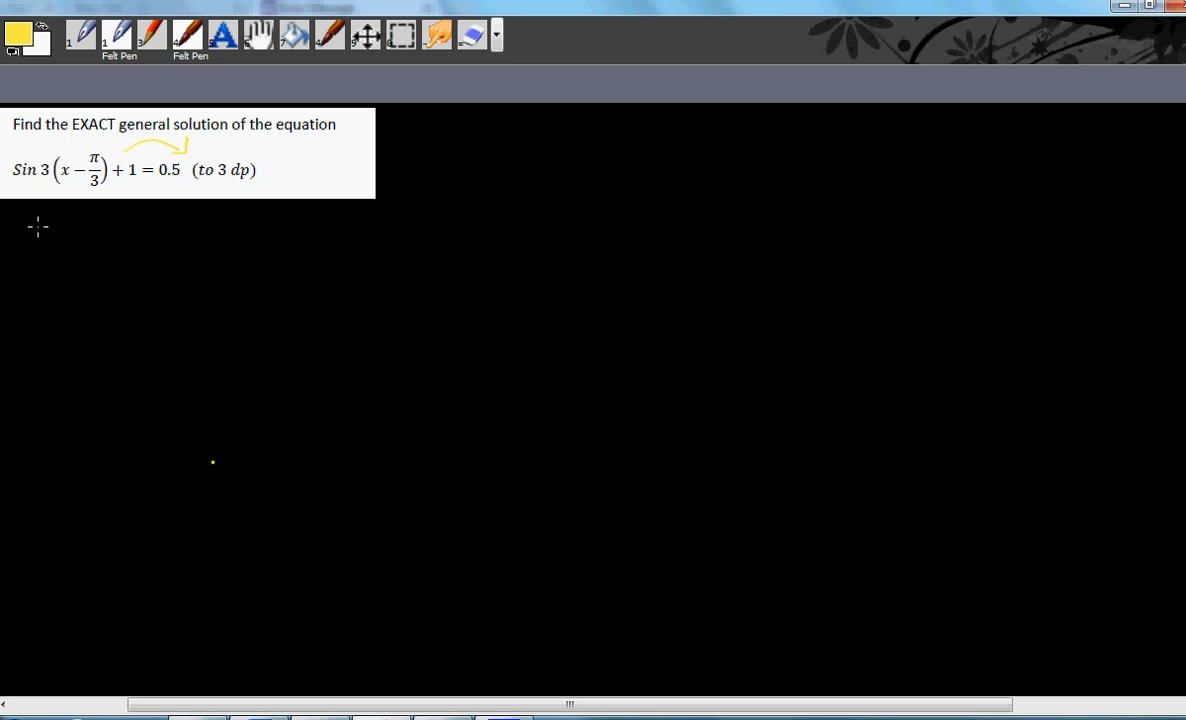 Felt Pen Felt Pen
Find the EXACT general solution of the equation
Sin 3 (x − π/3) + 1 = 0.5 (to 3 dp)